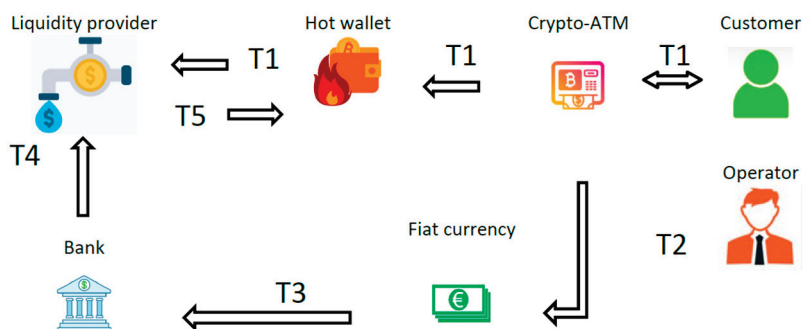 Liquidity provider
Hot wallet
Crypto-ATM
Customer
T1
T1
T1
T5
T4
Operator
Bank
Fiat currency
T2
T3